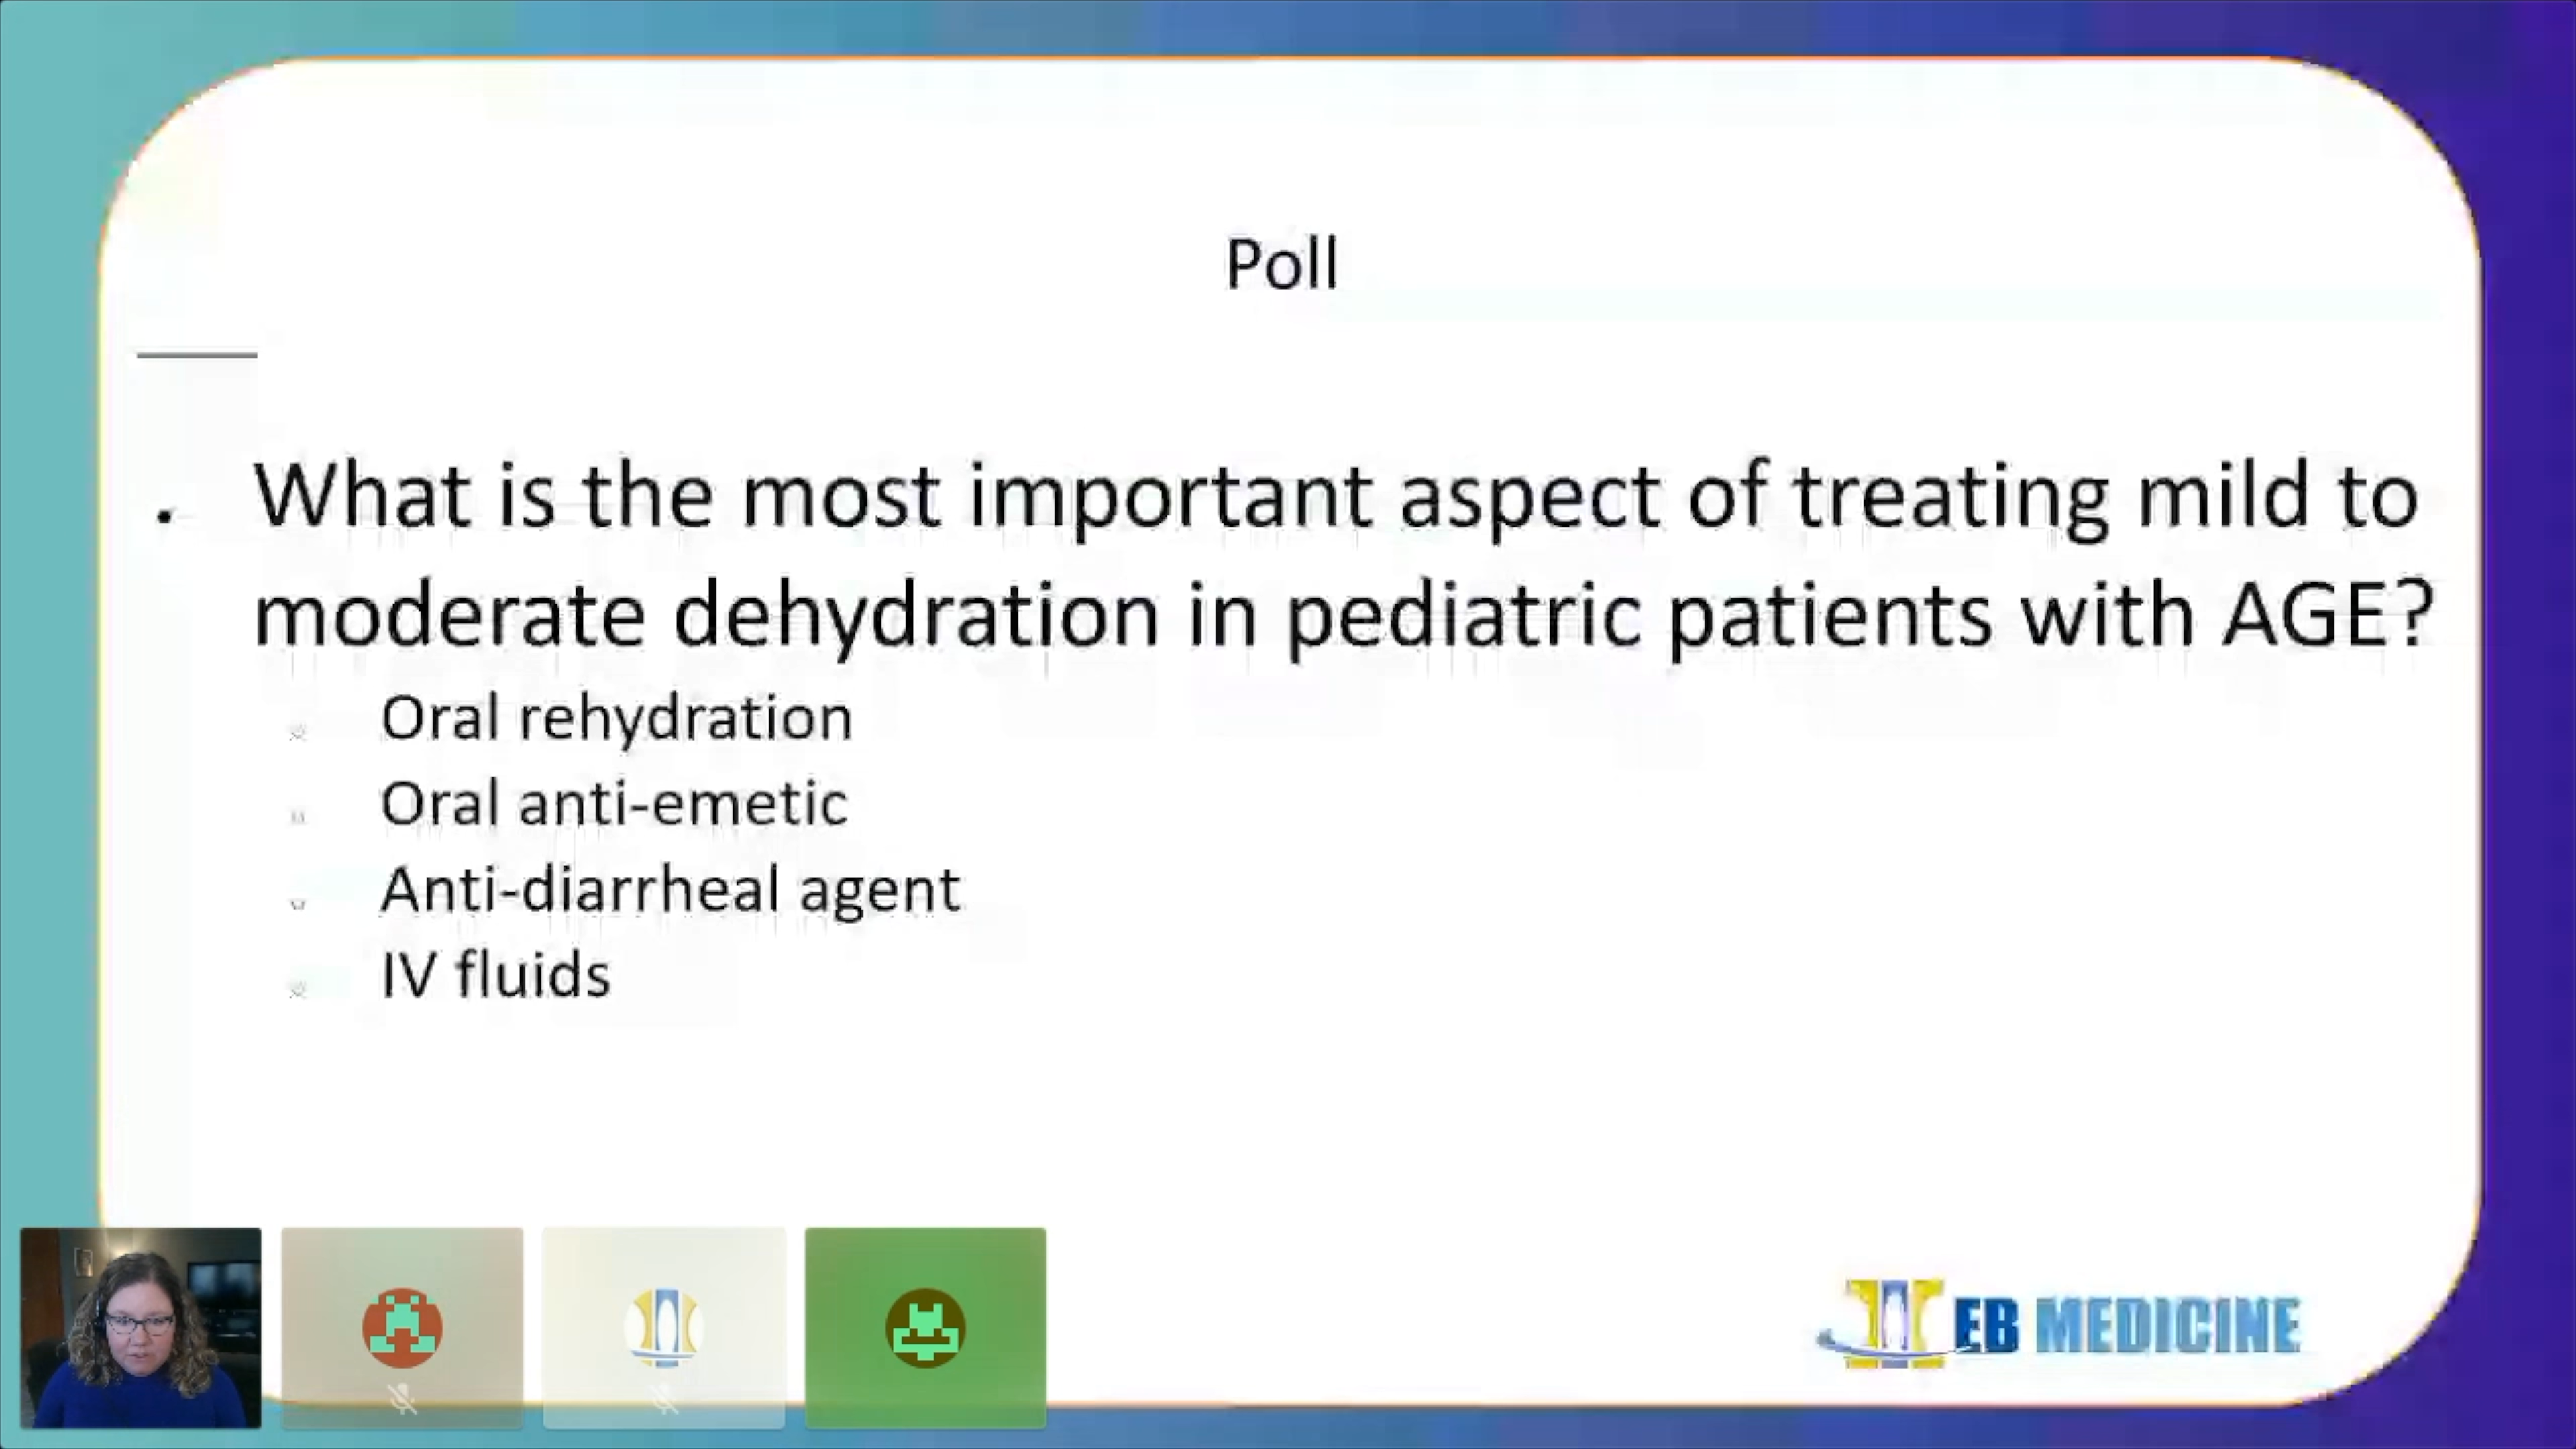 Poll
What is the most important aspect of treating mild to
moderate dehydration in pediatric patients with AGE?
Oral rehydration
Oral anti-emetic
Anti-diarrheal agent
IV fluids
EB MEDICINE